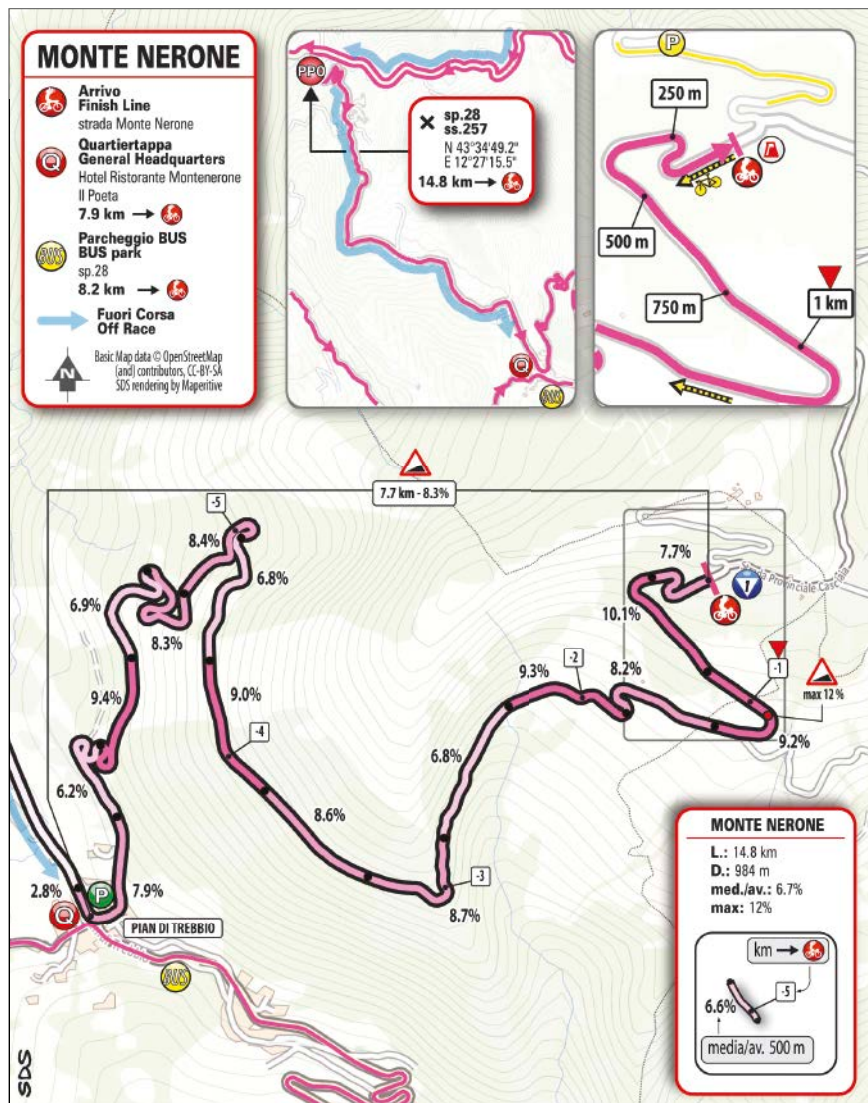 MONTE NERONE
Arrivo
Finish Line
strada Monte Nerone
Q
Quartiertappa
General Headquarters
Hotel Ristorante Montenerone
Il Poeta
7.9 km
BUS
Parcheggio BUS
BUS park
sp.28
8.2 km
Fuori Corsa
Off Race
N
Basic Map data © OpenStreetMap
(and) contributors, CC-BY-SA
SDS rendering by Maperitive
PPO
sp.28
ss.257
N 43°34'49.2"
E 12°27'15.5"
14.8 km
Q
BUS
P
250 m
500 m
750 m
1 km
7.7 km - 8.3%
-5
8.4%
6.8%
6.9%
8.3%
9.4%
9.0%
-4
6.2%
8.6%
2.8%
P
7.9%
Q
PIAN DI TREBBIO
BUS
-3
8.7%
6.8%
9.3%
-2
8.2%
7.7%
10.1%
-1
max 12 %
9.2%
MONTE NERONE
L.: 14.8 km
D.: 984 m
med./av.: 6.7%
max: 12%
km
-5
6.6%
media/av. 500 m
SDS